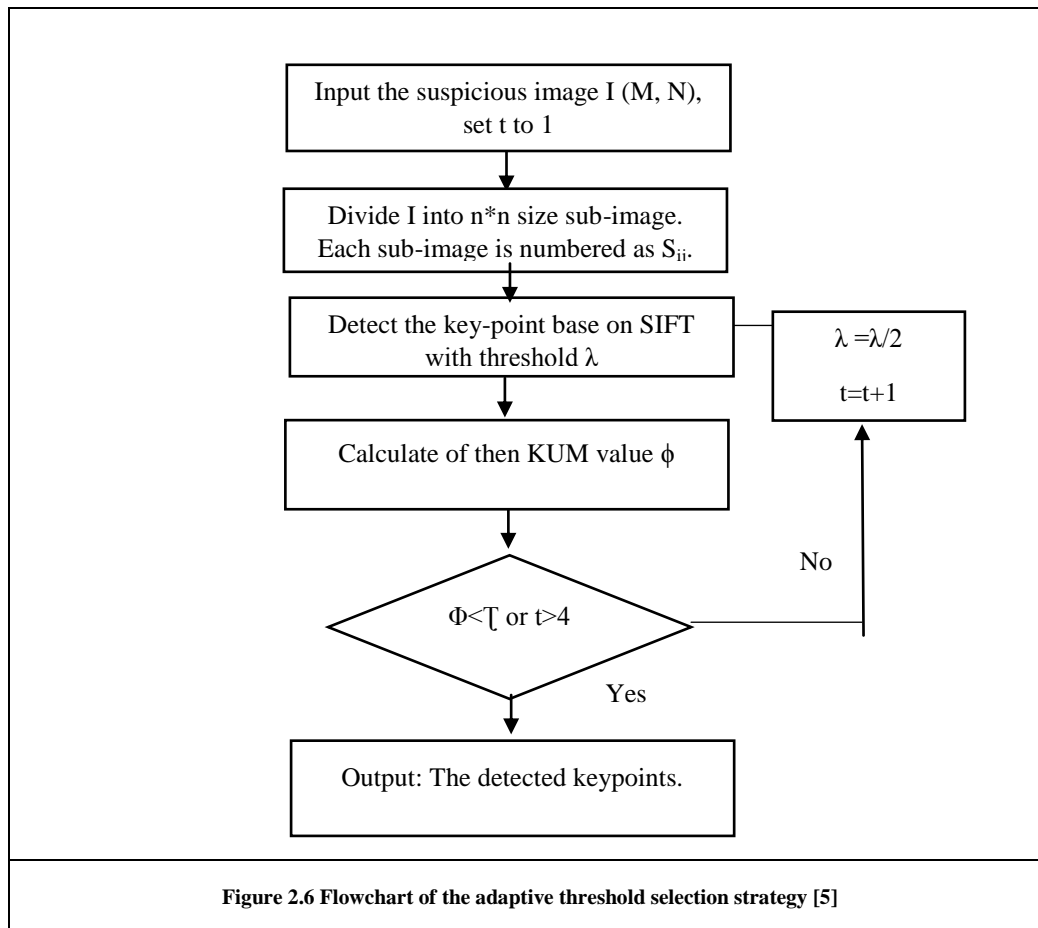 Input the suspicious image I (M, N),
set t to 1
Divide I into n*n size sub-image.
Each sub-image is numbered as Sᵢⱼ.
Detect the key-point base on SIFT
with threshold λ
λ =λ/2
t=t+1
Calculate of then KUM value ϕ
No
Φ<Ʈ or t>4
Yes
Output: The detected keypoints.
Figure 2.6 Flowchart of the adaptive threshold selection strategy [5]